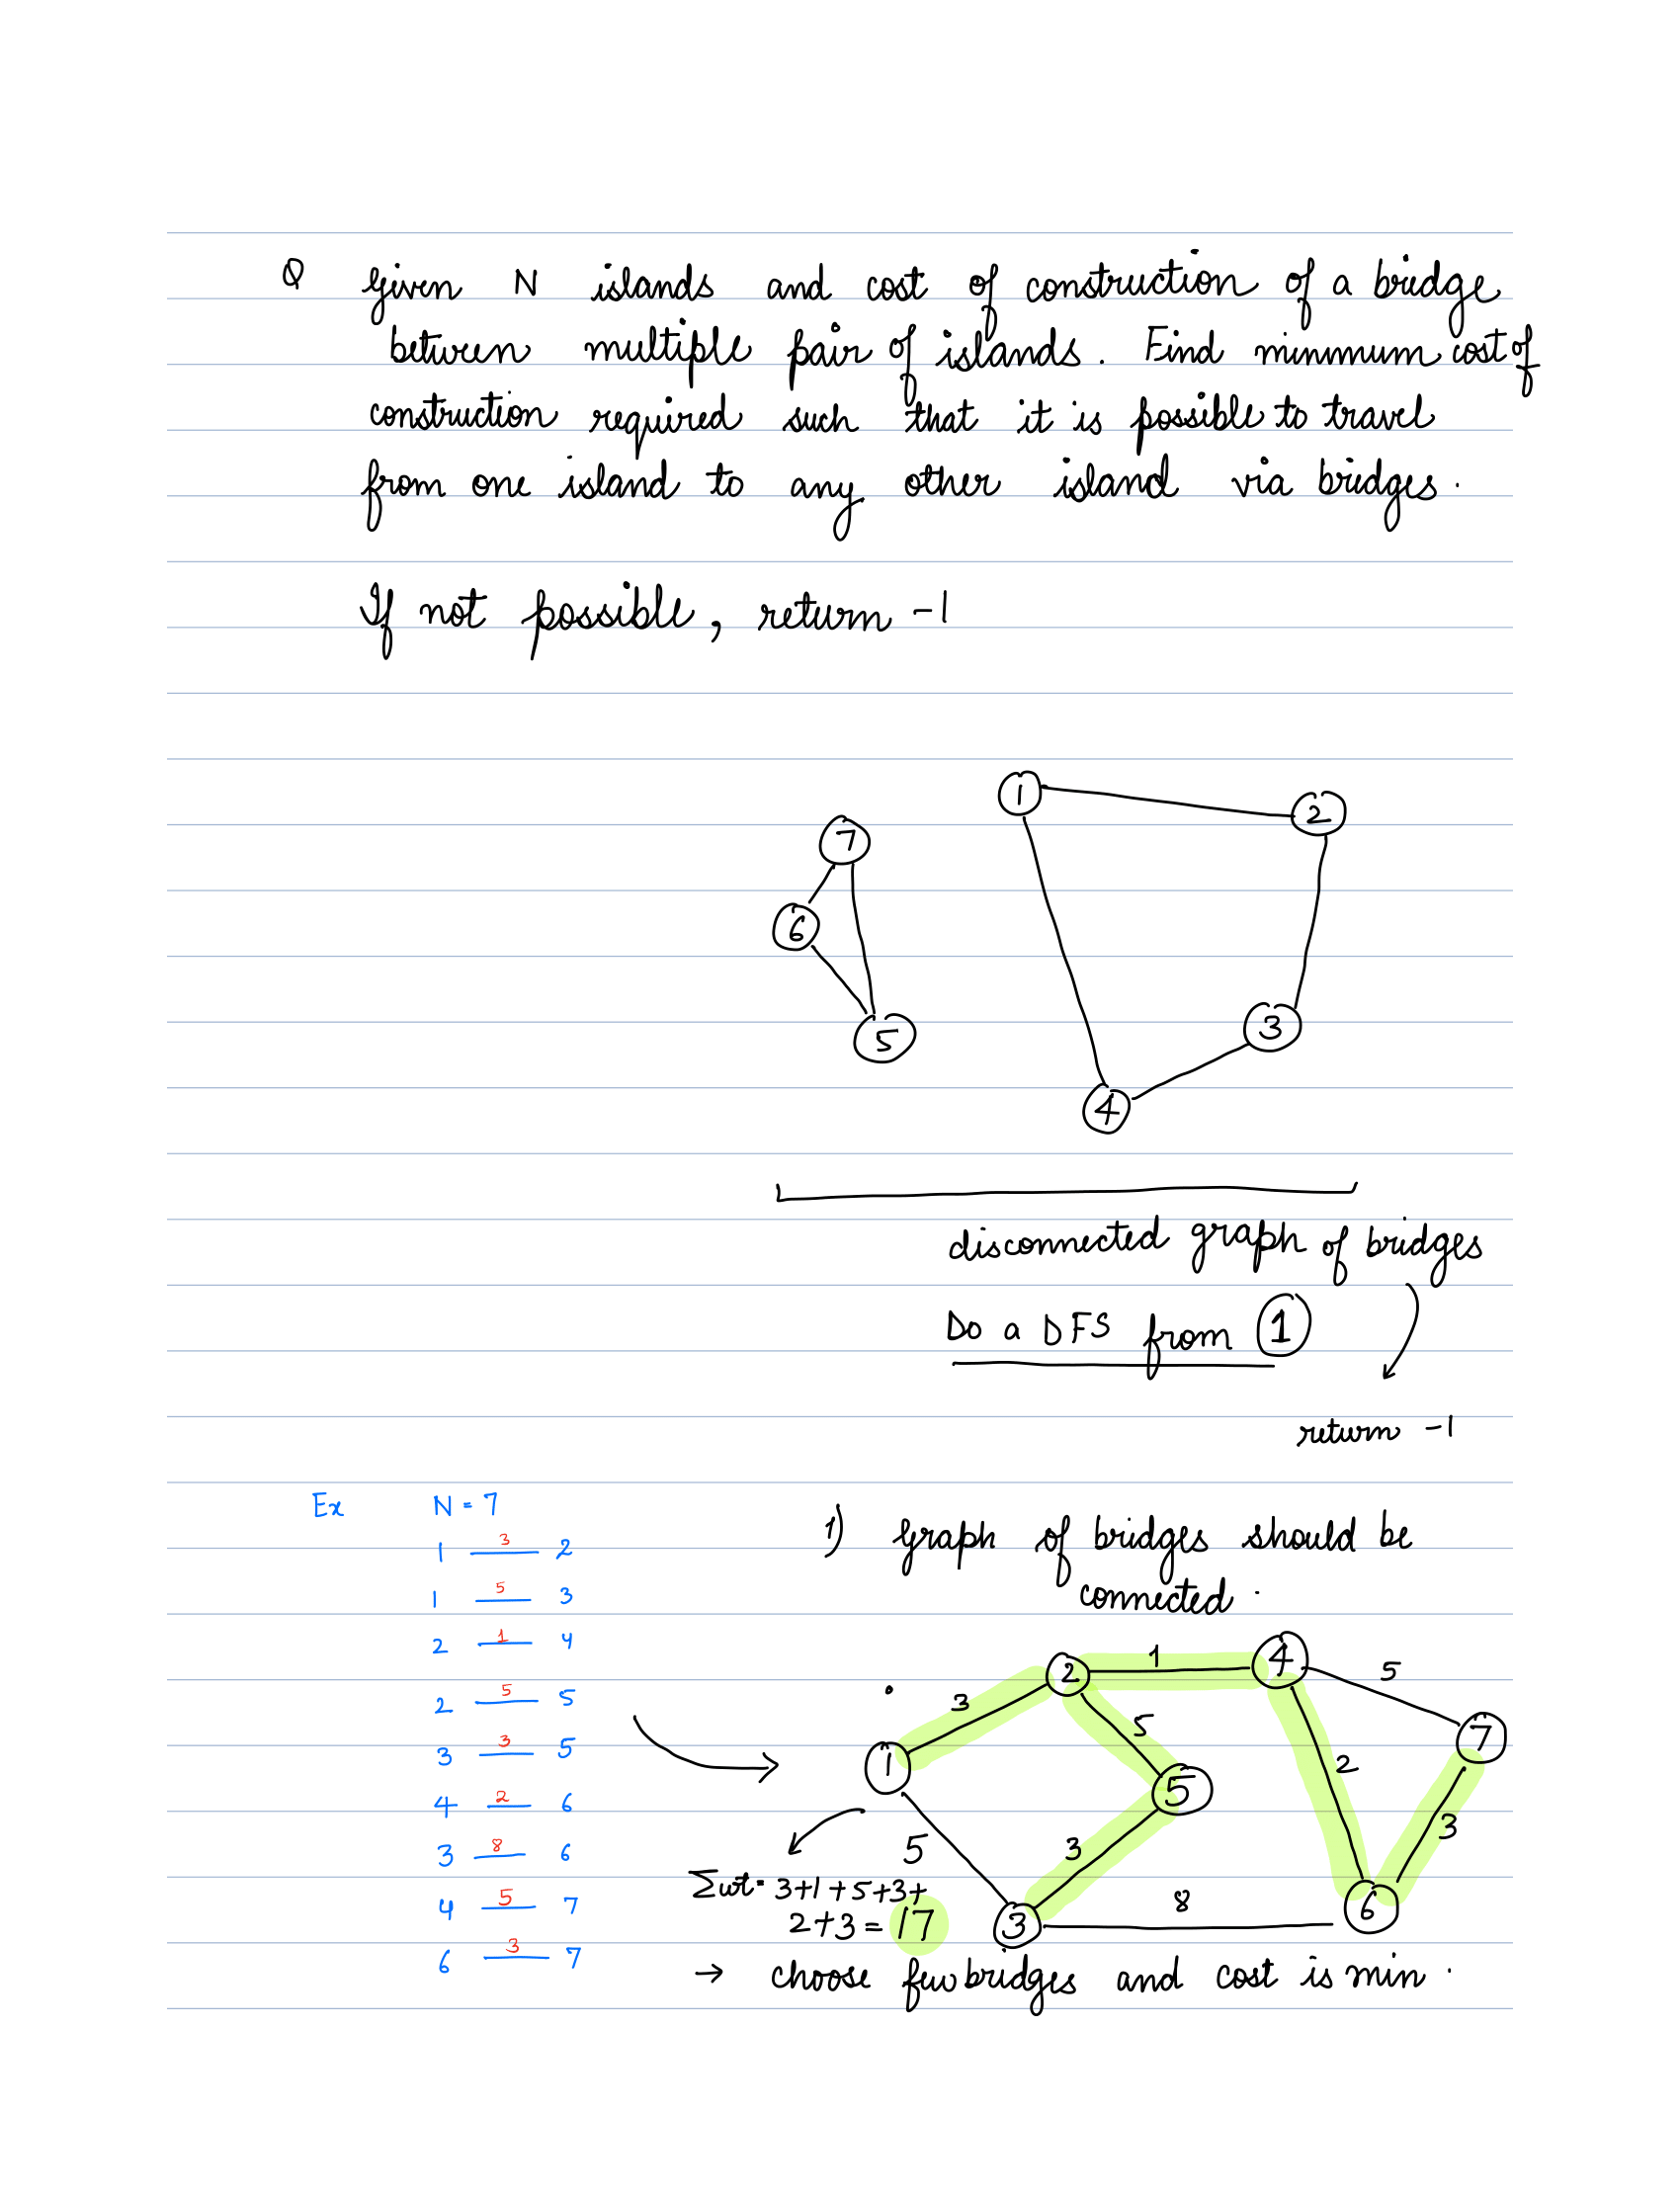 Q Given N islands and cost of construction of a bridge
between multiple pair of islands. Find minmum cost of
construction required such that it is possible to travel
from one island to any other island via bridges.
If not possible, return -1
1
2
7
6
3
5
4
disconnected graph of bridges
Do a DFS from 1
return -1
Ex N = 7
1 3 2
1 5 3
2 1 4
2 5 5
3 3 5
4 2 6
3 8 6
4 5 7
6 3 7
1) Graph of bridges should be
connected.
2 1 4 5
3 5 7
1 5 2
5 3 3
3 8 6
Σwt = 3+1+5+3+
2+3 = 17
→ choose few bridges and cost is min.